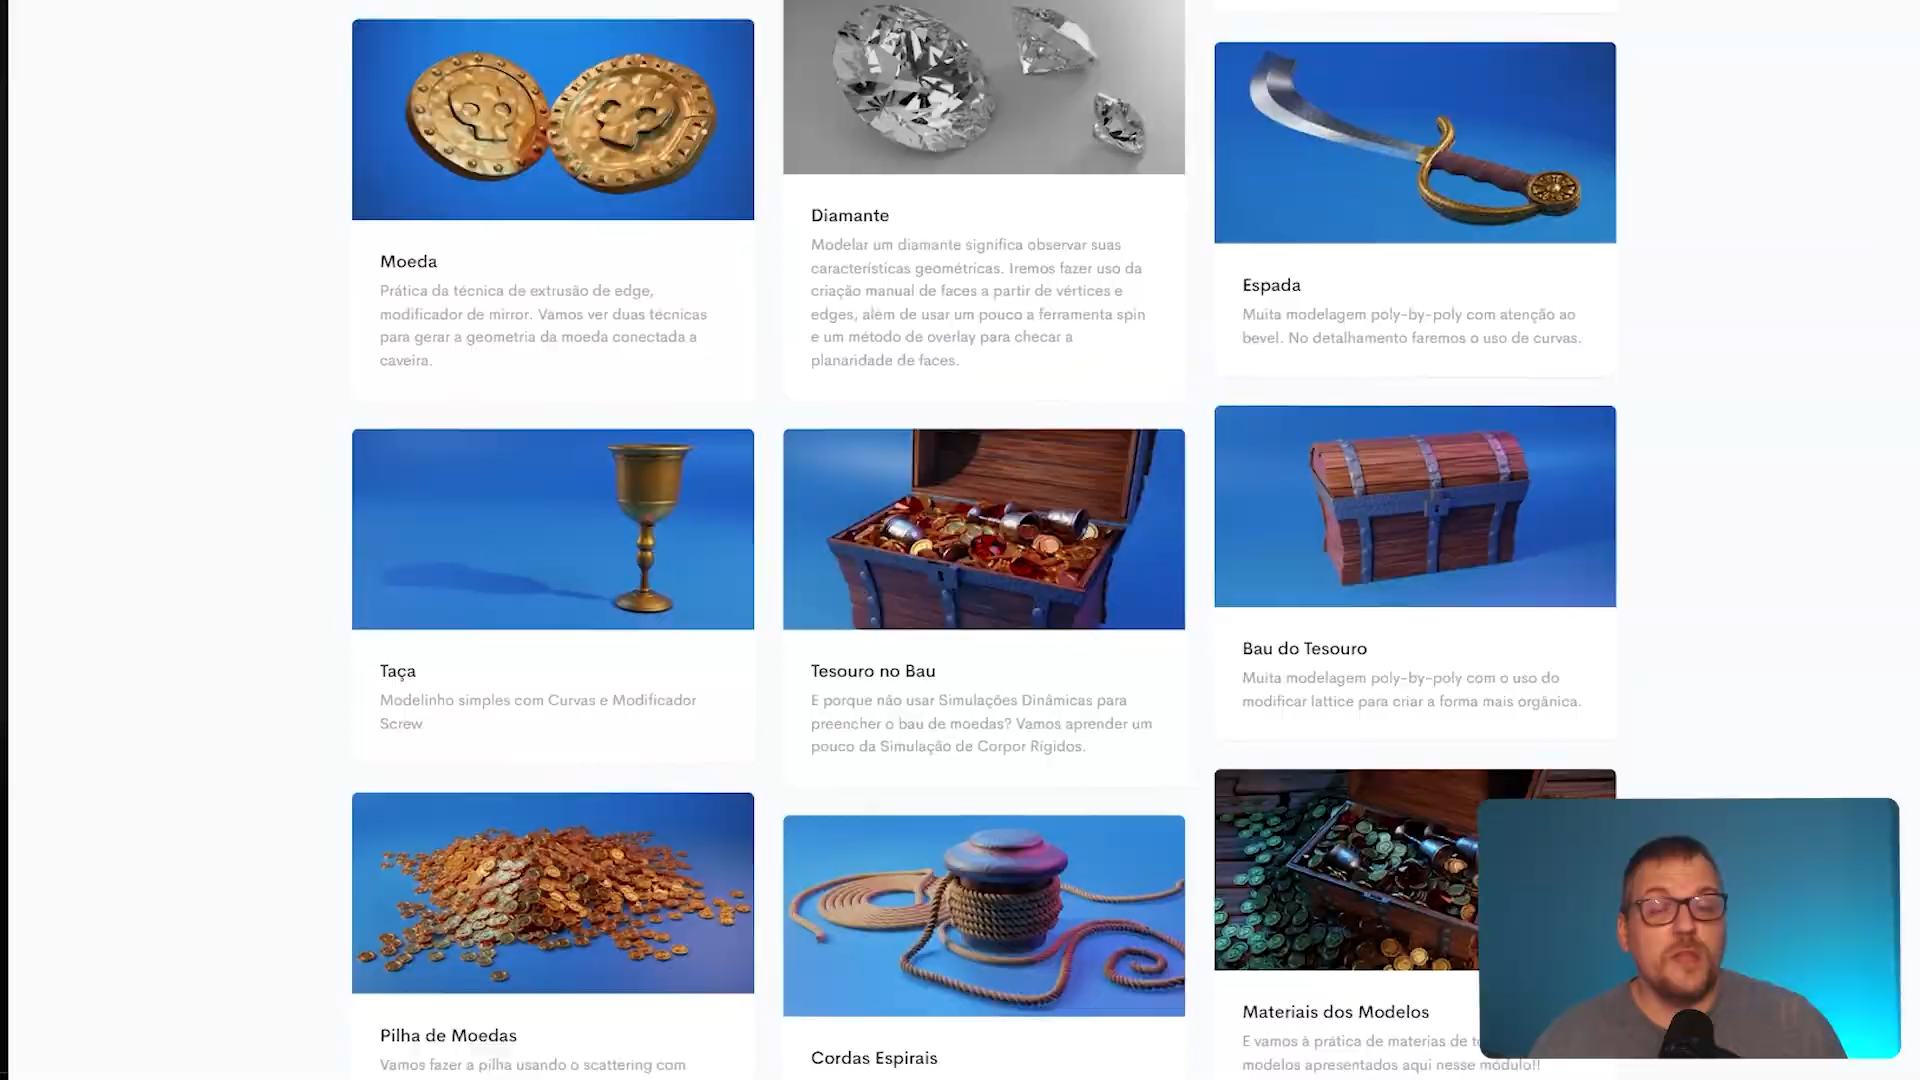 Moeda
Prática da técnica de extrusão de edge,
modificador de mirror. Vamos ver duas técnicas
para gerar a geometria da moeda conectada a
caveira.
Diamante
Modelar um diamante significa observar suas
características geométricas. Iremos fazer uso da
criação manual de faces a partir de vértices e
edges, além de usar um pouco a ferramenta spin
e um método de overlay para checar a
planaridade de faces.
Espada
Muita modelagem poly-by-poly com atenção ao
bevel. No detalhamento faremos o uso de curvas.
Taça
Modelinho simples com Curvas e Modificador
Screw
Tesouro no Bau
E porque não usar Simulações Dinâmicas para
preencher o bau de moedas? Vamos aprender um
pouco da Simulação de Corpor Rígidos.
Bau do Tesouro
Muita modelagem poly-by-poly com o uso do
modificar lattice para criar a forma mais orgânica.
Pilha de Moedas
Vamos fazer a pilha usando o scattering com
Cordas Espirais
Materiais dos Modelos
E vamos à prática de materias de
modelos apresentados aqui nesse módulo!!